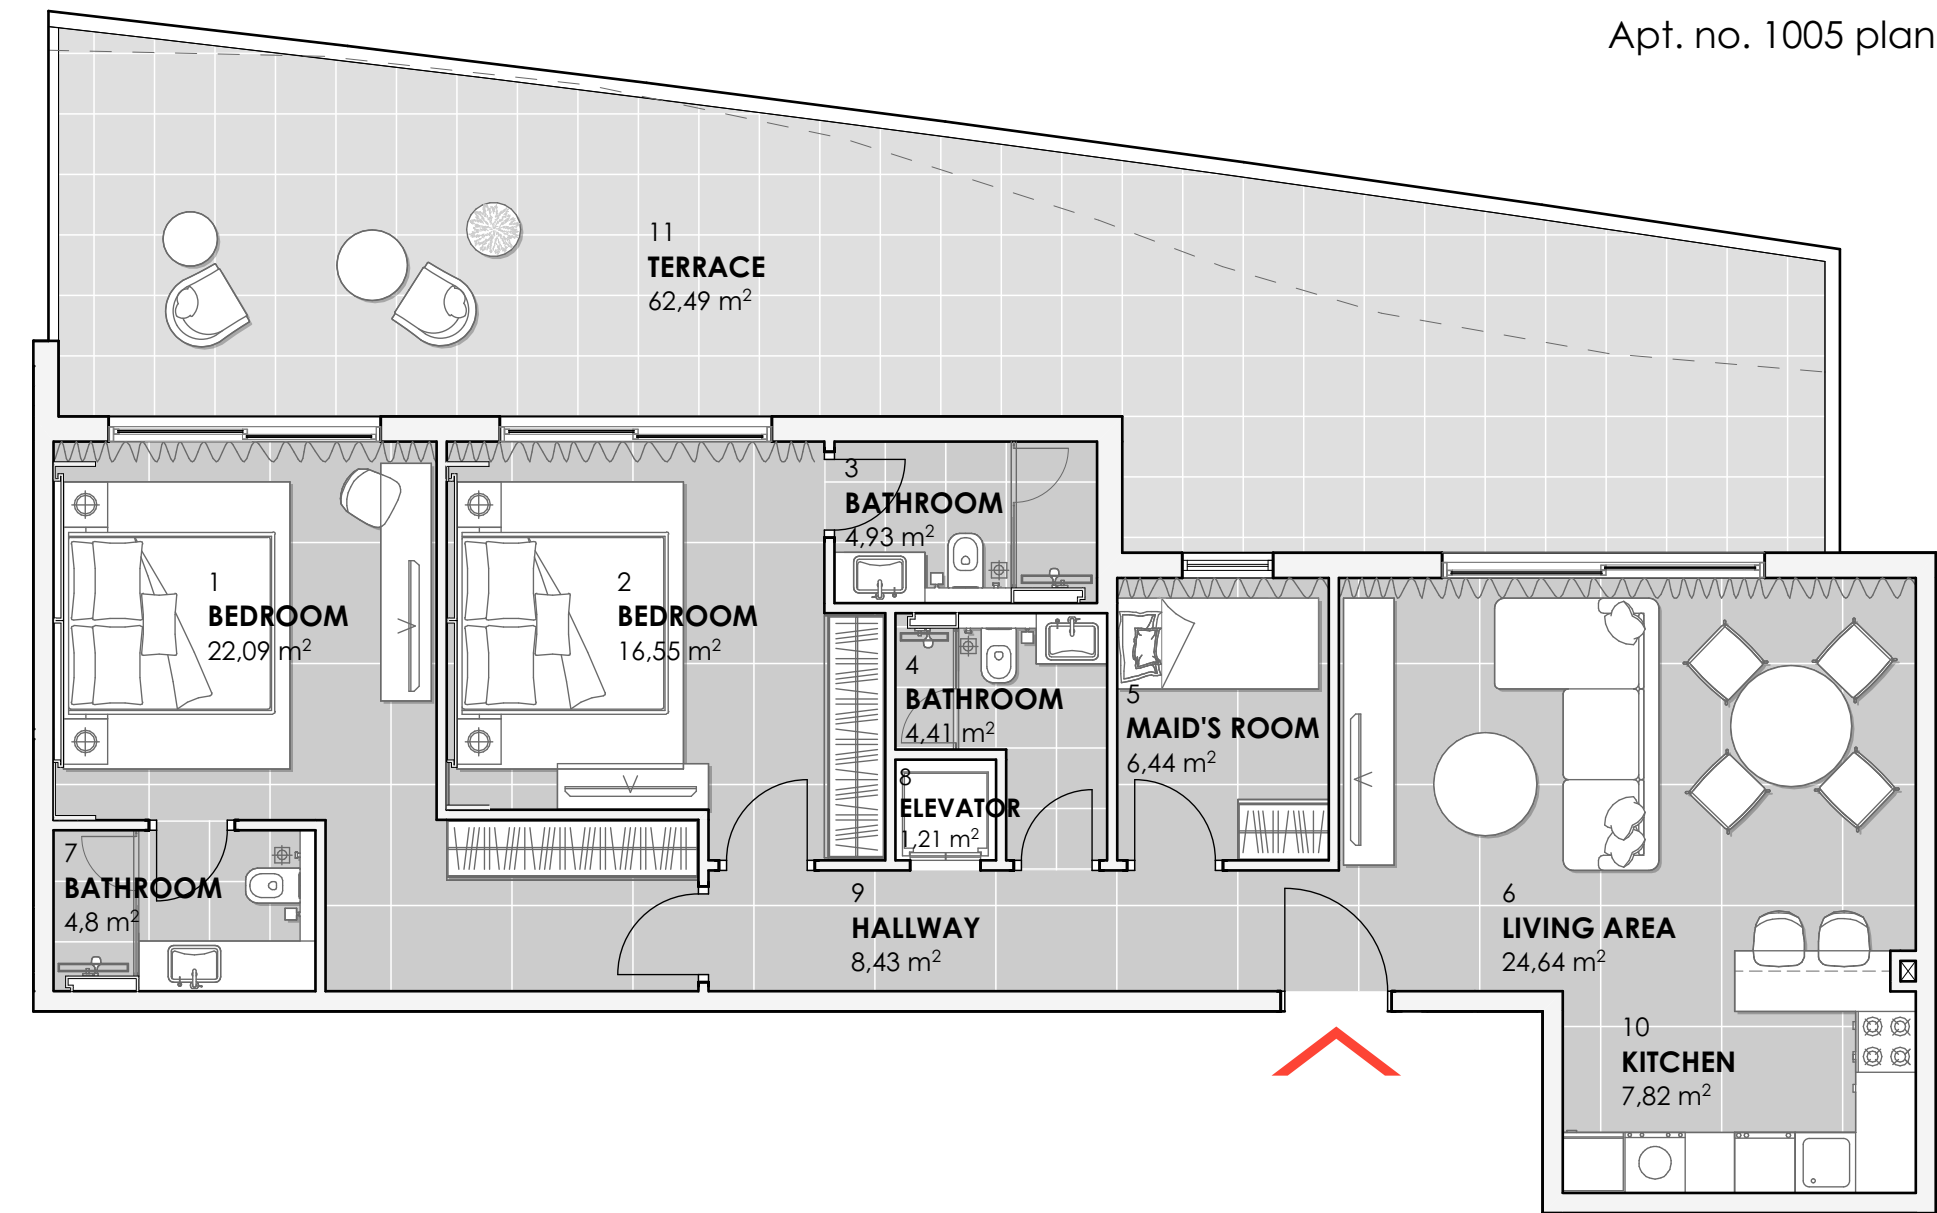 Apt. no. 1005 plan
11
TERRACE
62,49 m²
3
BATHROOM
4,93 m²
1
BEDROOM
22,09 m²
2
BEDROOM
16,55 m²
4
BATHROOM
4,41 m²
5
MAID'S ROOM
6,44 m²
8
ELEVATOR
1,21 m²
7
BATHROOM
4,8 m²
9
HALLWAY
8,43 m²
6
LIVING AREA
24,64 m²
10
KITCHEN
7,82 m²